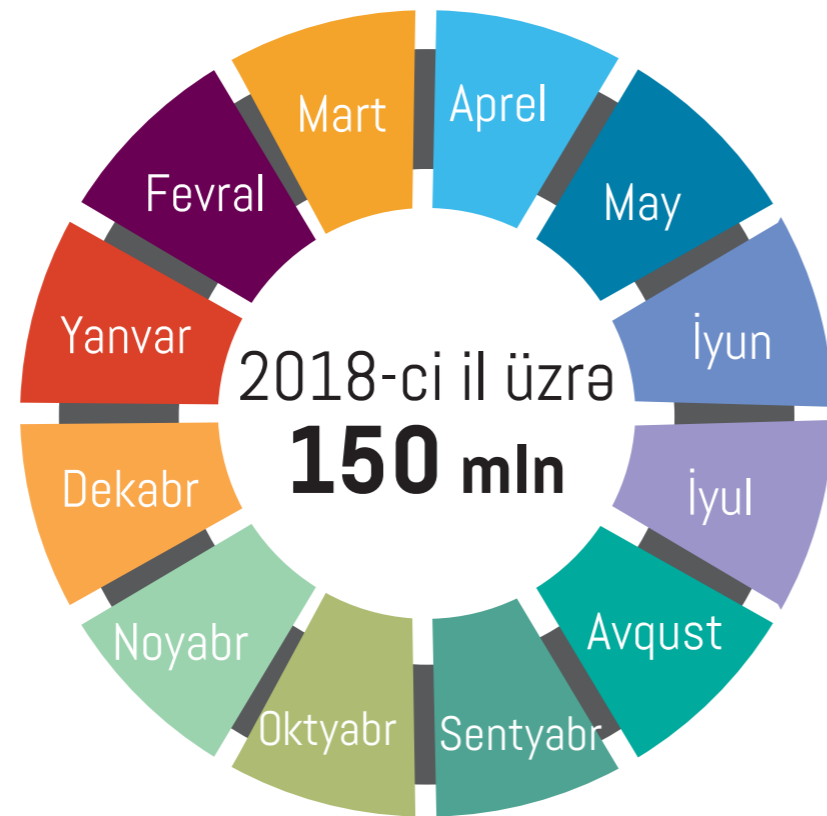 Yanvar
Fevral
Mart
Aprel
May
İyun
İyul
Avqust
Sentyabr
Oktyabr
Noyabr
Dekabr
2018-ci il üzrə
150 mln